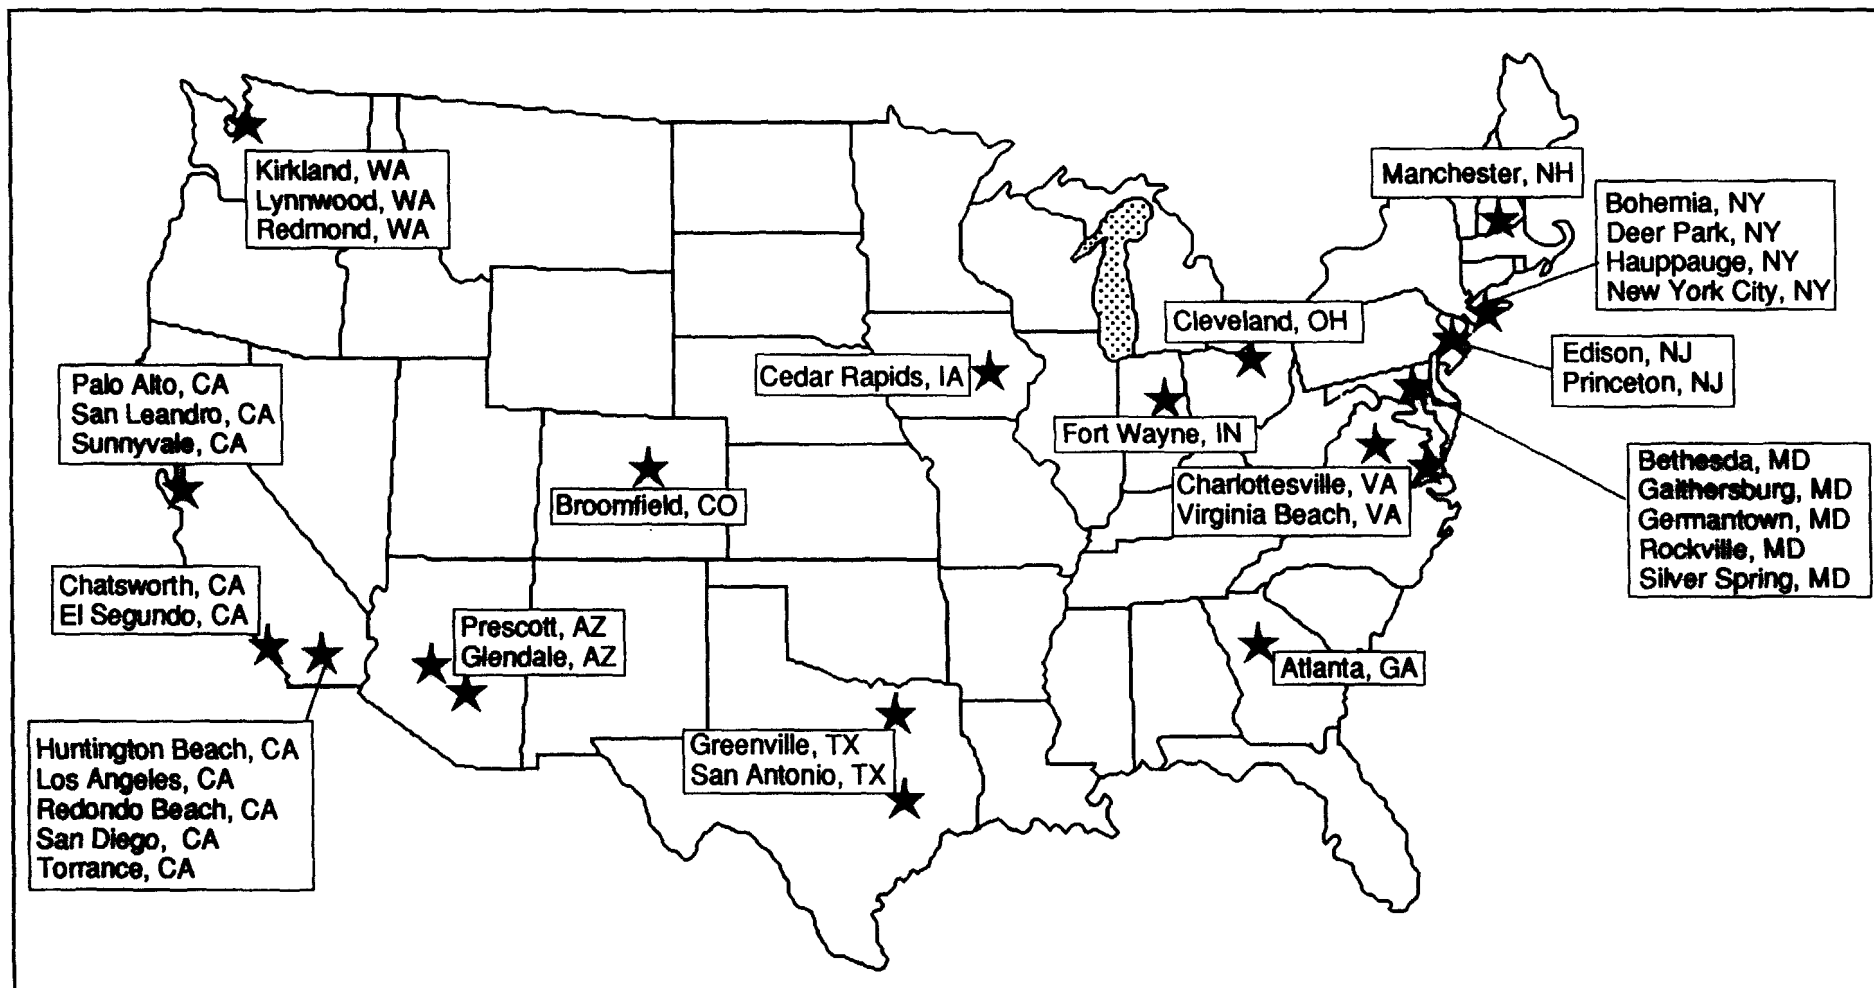 Kirkland, WA
Lynnwood, WA
Redmond, WA
Manchester, NH
Bohemia, NY
Deer Park, NY
Hauppauge, NY
New York City, NY
Cleveland, OH
Edison, NJ
Princeton, NJ
Palo Alto, CA
San Leandro, CA
Sunnyvale, CA
Cedar Rapids, IA
Fort Wayne, IN
Broomfield, CO
Charlottesville, VA
Virginia Beach, VA
Bethesda, MD
Gaithersburg, MD
Germantown, MD
Rockville, MD
Silver Spring, MD
Chatsworth, CA
El Segundo, CA
Prescott, AZ
Glendale, AZ
Atlanta, GA
Greenville, TX
San Antonio, TX
Huntington Beach, CA
Los Angeles, CA
Redondo Beach, CA
San Diego, CA
Torrance, CA